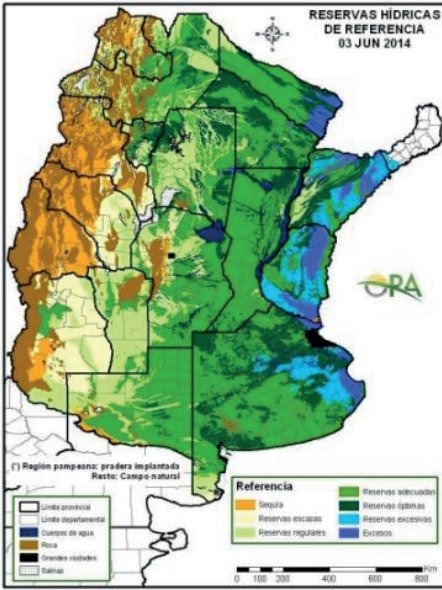 RESERVAS HÍDRICAS
DE REFERENCIA
03 JUN 2014
ORA
(*) Región pampeana: pradera implantada
Resto: Campo natural
Límite provincial
Límite departamental
Cuerpos de agua
Roca
Grandes ciudades
Salinas
Referencia
Sequía
Reservas escasas
Reservas regulares
Reservas adecuadas
Reservas óptimas
Reservas excesivas
Excesos
0 100 200 400 600 800 Km